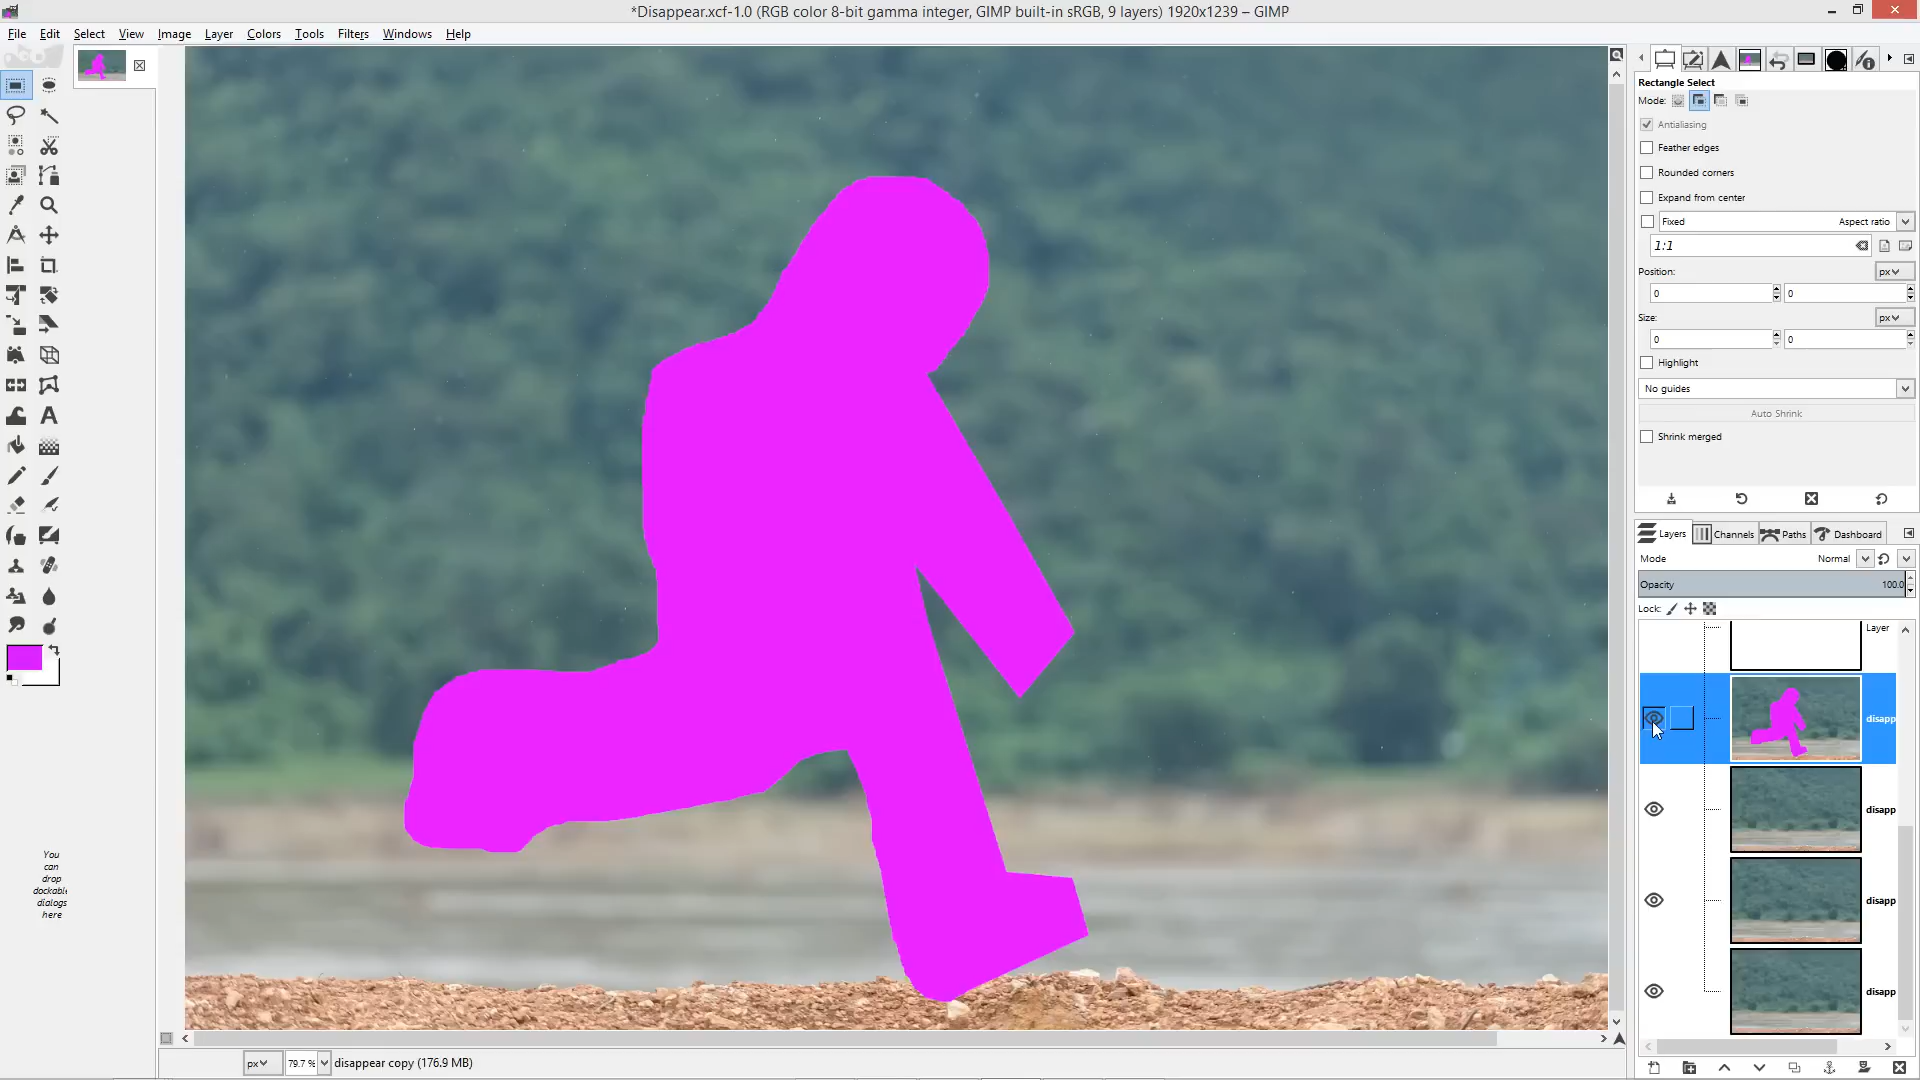 *Disappear.xcf-1.0 (RGB color 8-bit gamma integer, GIMP built-in sRGB, 9 layers) 1920x1239 – GIMP
File Edit Select View Image Layer Colors Tools Filters Windows Help
Rectangle Select
Mode:
Antialiasing
Feather edges
Rounded corners
Expand from center
Fixed Aspect ratio
1:1
Position: px
0 0
Size: px
0 0
Highlight
No guides
Auto Shrink
Shrink merged
Layers Channels Paths Dashboard
Mode Normal
Opacity 100.0
Lock:
Layer
disapp
disapp
disapp
disapp
You
can
drop
dockable
dialogs
here
px 79.7 % disappear copy (176.9 MB)